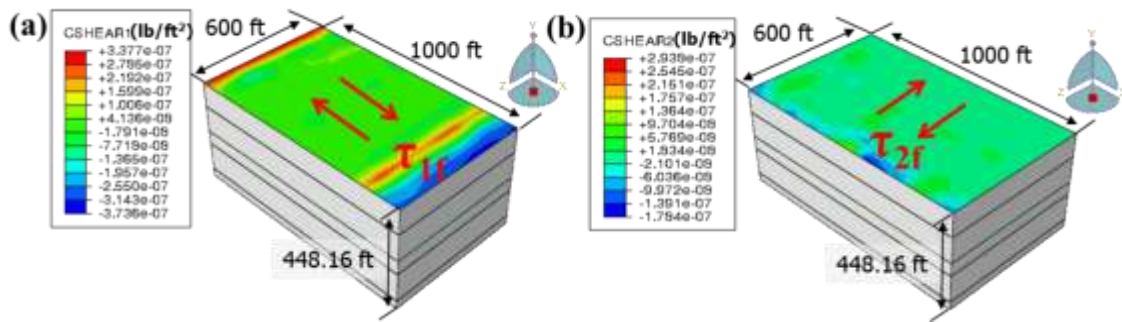 (a)
CSHEAR1(lb/ft²)
+3.377e-07
+2.785e-07
+2.192e-07
+1.599e-07
+1.006e-07
+4.136e-08
-1.791e-08
-7.719e-08
-1.365e-07
-1.957e-07
-2.550e-07
-3.143e-07
-3.736e-07
600 ft
1000 ft
τ1f
448.16 ft
Y
Z
X
(b)
CSHEAR2(lb/ft²)
+2.939e-07
+2.545e-07
+2.151e-07
+1.757e-07
+1.364e-07
+9.704e-08
+5.769e-08
+1.834e-08
-2.101e-08
-6.036e-08
-9.972e-08
-1.391e-07
-1.784e-07
600 ft
1000 ft
τ2f
448.16 ft
Y
Z